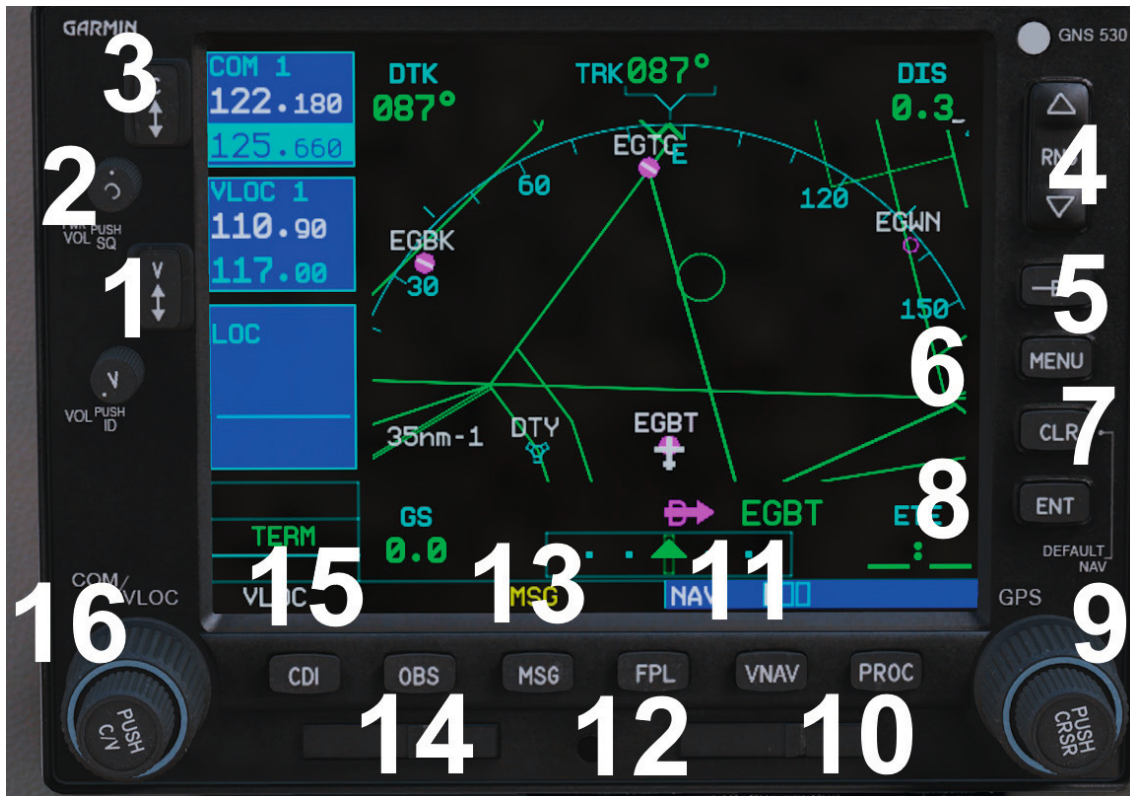 GARMIN
GNS 530
3
C
COM 1
122.180
125.660
DTK
087°
TRK 087°
DIS
0.3
4
2
PWR
VOL
PUSH
SQ
VLOC 1
110.90
117.00
EGTC
E
60
120
EGBK
30
EGWN
150
1
V
V
VOL
PUSH
ID
LOC
5
6
MENU
7
CLR
35nm-1
DTY
EGBT
8
ENT
DEFAULT
NAV
GS
0.0
D
EGBT
ETE
TERM
15
13
11
VLOC
MSG
NAV
COM/
VLOC
16
GPS
9
CDI
OBS
MSG
FPL
VNAV
PROC
14
12
10
PUSH
C/V
PUSH
CRSR